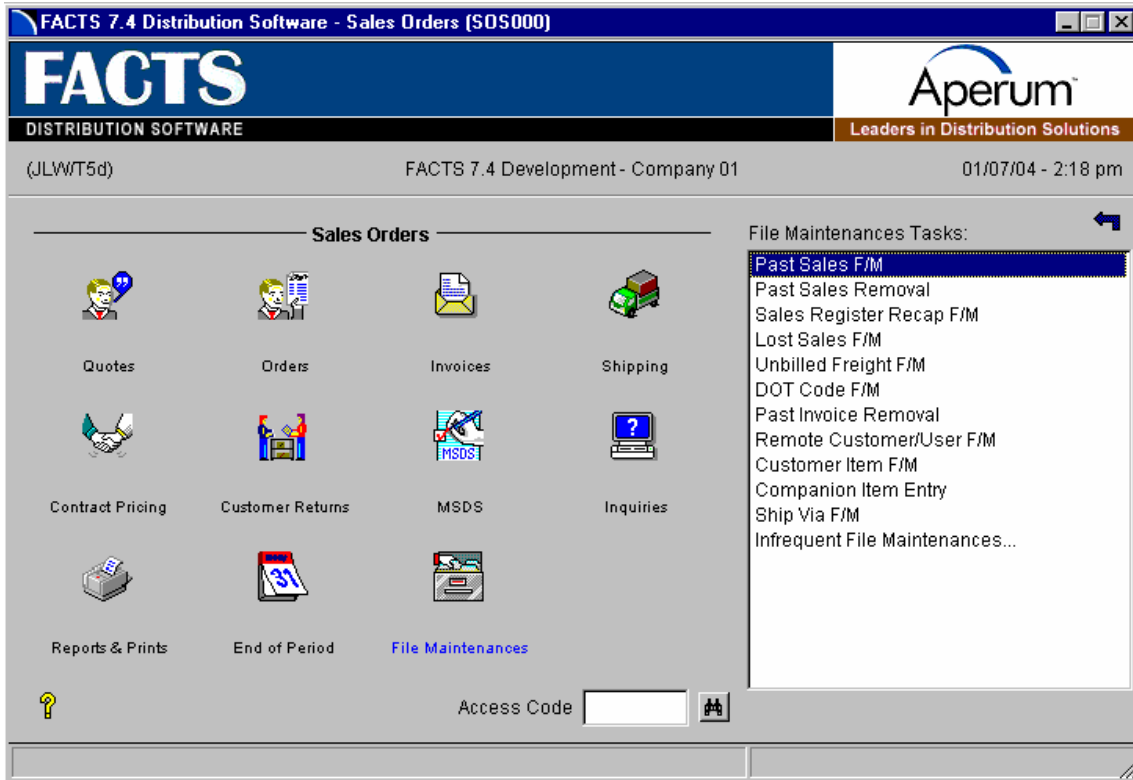 FACTS 7.4 Distribution Software - Sales Orders (SOS000)
FACTS
DISTRIBUTION SOFTWARE
Aperum™
Leaders in Distribution Solutions
(JLW/T5d)
FACTS 7.4 Development - Company 01
01/07/04 - 2:18 pm
Sales Orders
Quotes
Orders
Invoices
Shipping
Contract Pricing
Customer Returns
MSDS
MSDS
?
Inquiries
31
Reports & Prints
End of Period
File Maintenances
?
Access Code
File Maintenances Tasks:
Past Sales F/M
Past Sales Removal
Sales Register Recap F/M
Lost Sales F/M
Unbilled Freight F/M
DOT Code F/M
Past Invoice Removal
Remote Customer/User F/M
Customer Item F/M
Companion Item Entry
Ship Via F/M
Infrequent File Maintenances...